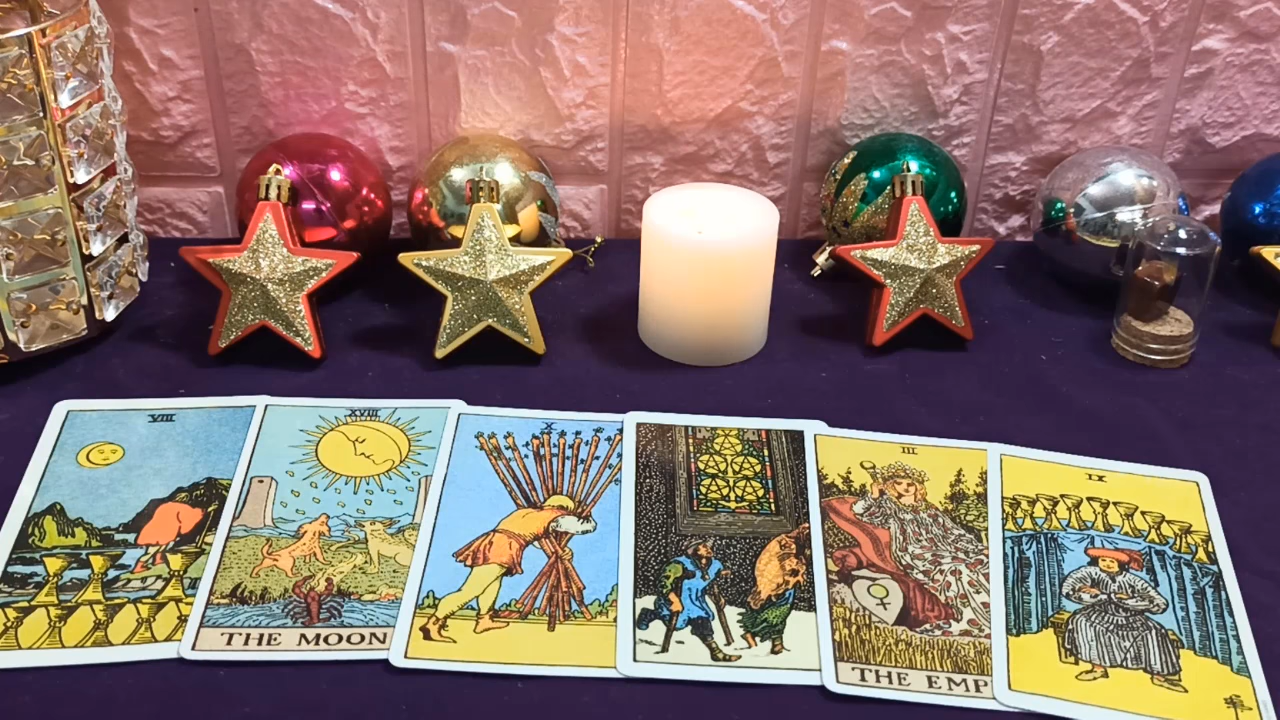 VIII
XVIII
THE MOON
X
III
THE EMP
IX